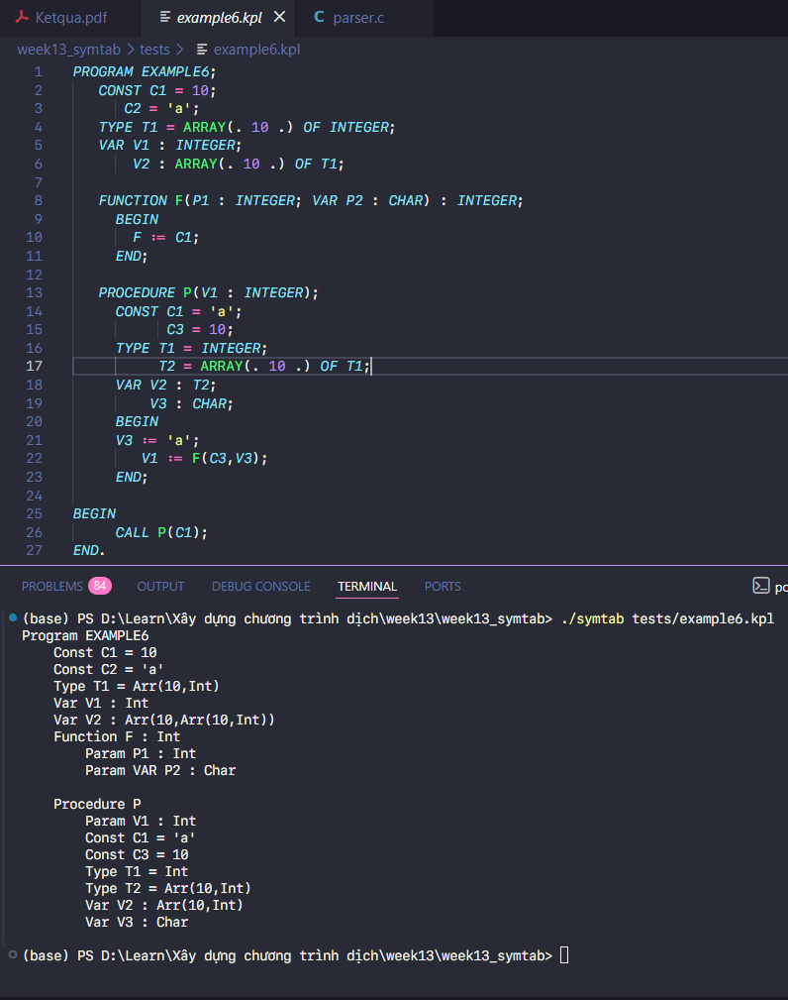 Ketqua.pdf example6.kpl parser.c
week13_symtab > tests > example6.kpl
1 PROGRAM EXAMPLE6;
2 CONST C1 = 10;
3 C2 = 'a';
4 TYPE T1 = ARRAY(. 10 .) OF INTEGER;
5 VAR V1 : INTEGER;
6 V2 : ARRAY(. 10 .) OF T1;
7
8 FUNCTION F(P1 : INTEGER; VAR P2 : CHAR) : INTEGER;
9 BEGIN
10 F := C1;
11 END;
12
13 PROCEDURE P(V1 : INTEGER);
14 CONST C1 = 'a';
15 C3 = 10;
16 TYPE T1 = INTEGER;
17 T2 = ARRAY(. 10 .) OF T1;
18 VAR V2 : T2;
19 V3 : CHAR;
20 BEGIN
21 V3 := 'a';
22 V1 := F(C3,V3);
23 END;
24
25 BEGIN
26 CALL P(C1);
27 END.
PROBLEMS 84 OUTPUT DEBUG CONSOLE TERMINAL PORTS po
(base) PS D:\Learn\Xây dựng chương trình dịch\week13\week13_symtab> ./symtab tests/example6.kpl
Program EXAMPLE6
Const C1 = 10
Const C2 = 'a'
Type T1 = Arr(10,Int)
Var V1 : Int
Var V2 : Arr(10,Arr(10,Int))
Function F : Int
Param P1 : Int
Param VAR P2 : Char
Procedure P
Param V1 : Int
Const C1 = 'a'
Const C3 = 10
Type T1 = Int
Type T2 = Arr(10,Int)
Var V2 : Arr(10,Int)
Var V3 : Char
(base) PS D:\Learn\Xây dựng chương trình dịch\week13\week13_symtab>